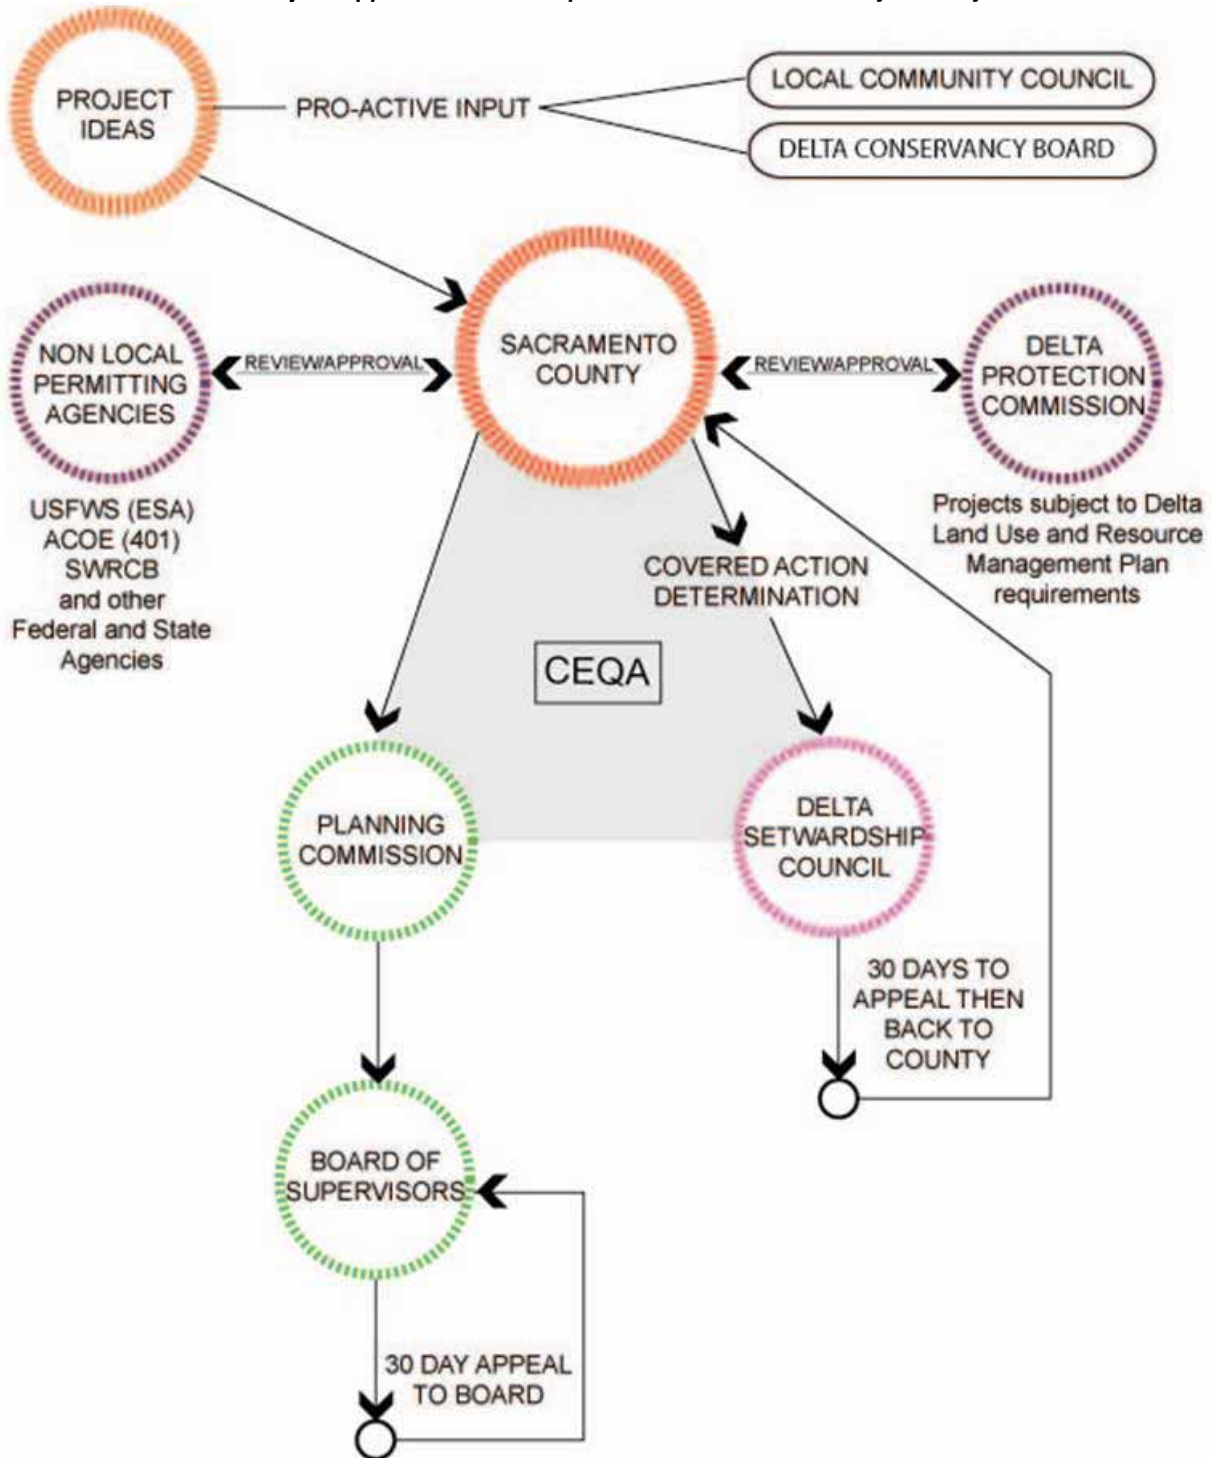 PROJECT
IDEAS
PRO-ACTIVE INPUT
LOCAL COMMUNITY COUNCIL
DELTA CONSERVANCY BOARD
NON LOCAL
PERMITTING
AGENCIES
REVIEW/APPROVAL
SACRAMENTO
COUNTY
REVIEW/APPROVAL
DELTA
PROTECTION
COMMISSION
USFWS (ESA)
ACOE (401)
SWRCB
and other
Federal and State
Agencies
Projects subject to Delta
Land Use and Resource
Management Plan
requirements
COVERED ACTION
DETERMINATION
CEQA
PLANNING
COMMISSION
DELTA
SETWARDSHIP
COUNCIL
30 DAYS TO
APPEAL THEN
BACK TO
COUNTY
BOARD OF
SUPERVISORS
30 DAY APPEAL
TO BOARD